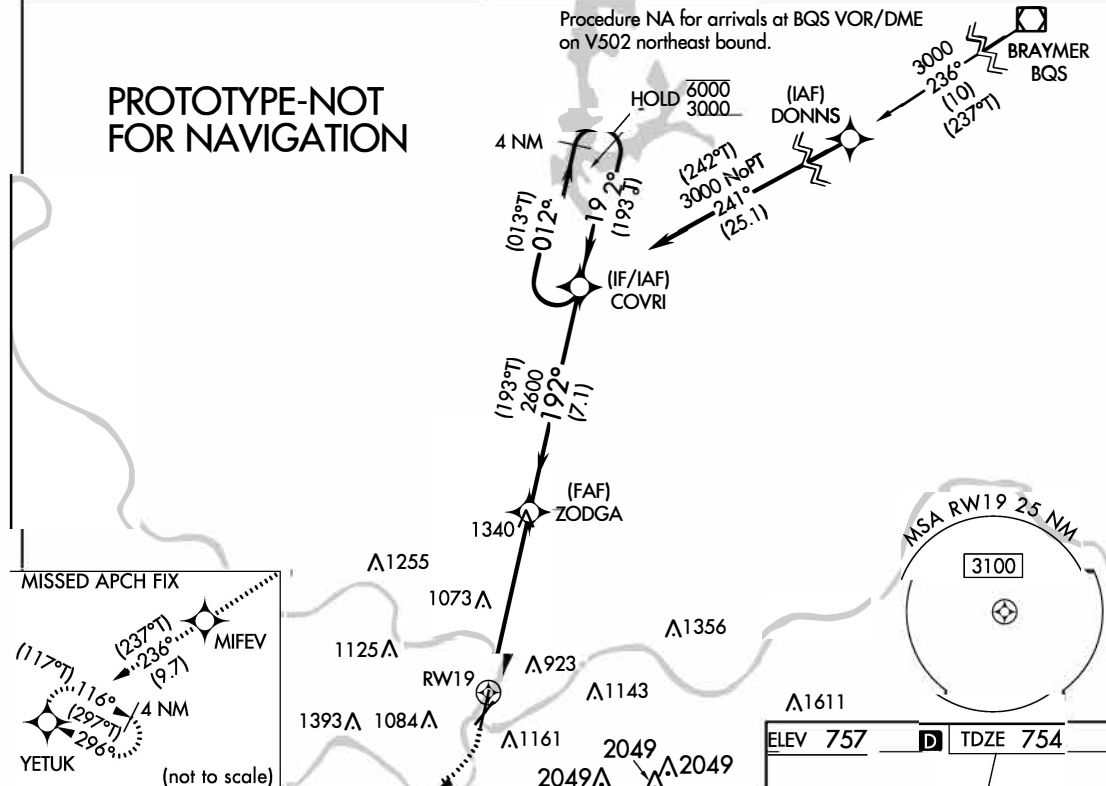 Procedure NA for arrivals at BQS VOR/DME
on V502 northeast bound.
PROTOTYPE-NOT
FOR NAVIGATION
BRAYMER
BQS
3000
236°
(10)
(237°T)
HOLD
6000
3000
4 NM
(IAF)
DONNS
(242°T)
3000 NoPT
241°
(25.1)
(013°T)
012°
19 2°
(193°T)
(IF/IAF)
COVRI
(193°T)
2600
192°
(7.1)
(FAF)
ZODGA
1340
1255
1073
1125
RW19
923
1356
1143
1393
1084
1161
1611
2049
2049
2049
MSA RW19 25 NM
3100
MISSED APCH FIX
MIFEV
(237°T)
236°
(9.7)
(117°T)
116°
4 NM
(297°T)
296°
YETUK
(not to scale)
ELEV 757
D
TDZE 754